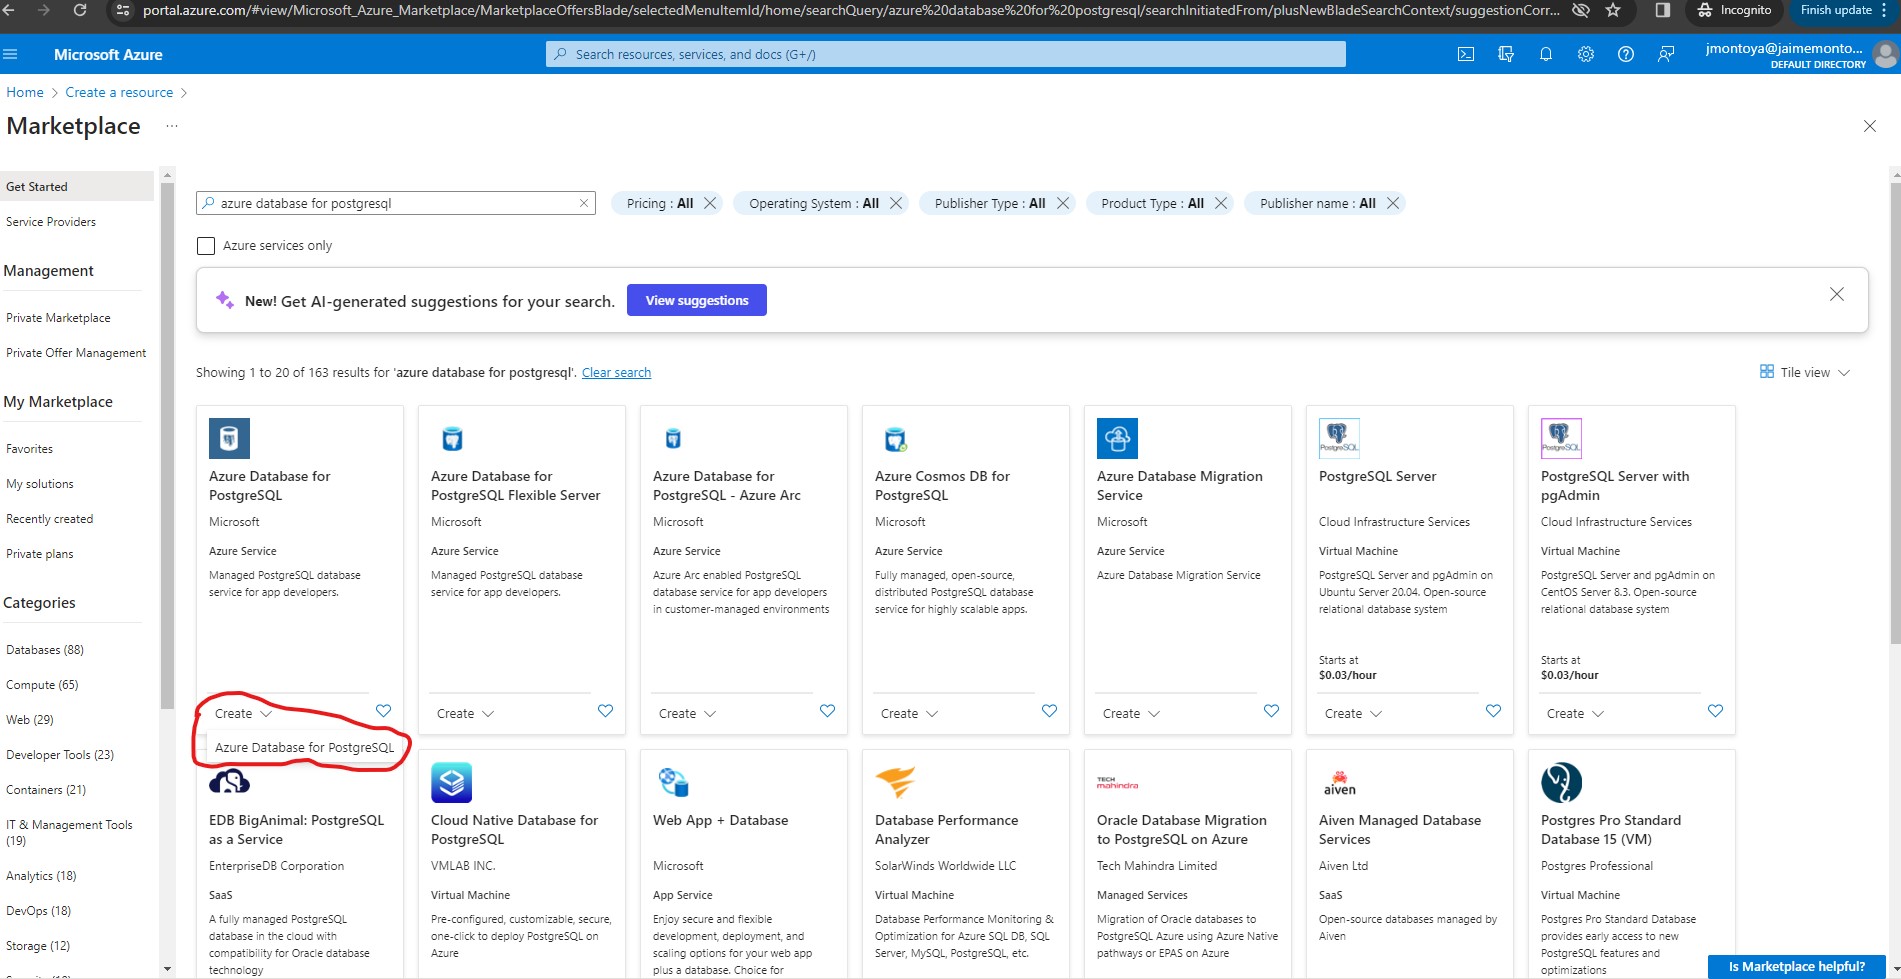 portal.azure.com/#view/Microsoft_Azure_Marketplace/MarketplaceOffersBlade/selectedMenuItemId/home/searchQuery/azure%20database%20for%20postgresql/searchInitiatedFrom/plusNewBladeSearchContext/suggestionCorr...
Incognito
Finish update
Microsoft Azure
Search resources, services, and docs (G+/)
jmontoya@jaimemonto...
DEFAULT DIRECTORY
Home > Create a resource >
Marketplace ...
Get Started
Service Providers
Management
Private Marketplace
Private Offer Management
My Marketplace
Favorites
My solutions
Recently created
Private plans
Categories
Databases (88)
Compute (65)
Web (29)
Developer Tools (23)
Containers (21)
IT & Management Tools
(19)
Analytics (18)
DevOps (18)
Storage (12)
azure database for postgresql
Pricing : All
Operating System : All
Publisher Type : All
Product Type : All
Publisher name : All
Azure services only
New! Get AI-generated suggestions for your search.
View suggestions
Showing 1 to 20 of 163 results for 'azure database for postgresql'. Clear search
Tile view
Azure Database for
PostgreSQL
Microsoft
Azure Service
Managed PostgreSQL database
service for app developers.
Create
Azure Database for PostgreSQL
Azure Database for
PostgreSQL Flexible Server
Microsoft
Azure Service
Managed PostgreSQL database
service for app developers.
Create
Azure Database for
PostgreSQL - Azure Arc
Microsoft
Azure Service
Azure Arc enabled PostgreSQL
database service for app developers
in customer-managed environments
Create
Azure Cosmos DB for
PostgreSQL
Microsoft
Azure Service
Fully managed, open-source,
distributed PostgreSQL database
service for highly scalable apps.
Create
Azure Database Migration
Service
Microsoft
Azure Service
Azure Database Migration Service
Create
PostgreSQL
PostgreSQL Server
Cloud Infrastructure Services
Virtual Machine
PostgreSQL Server and pgAdmin on
Ubuntu Server 20.04. Open-source
relational database system
Starts at
$0.03/hour
Create
PostgreSQL
PostgreSQL Server with
pgAdmin
Cloud Infrastructure Services
Virtual Machine
PostgreSQL Server and pgAdmin on
CentOS Server 8.3. Open-source
relational database system
Starts at
$0.03/hour
Create
EDB BigAnimal: PostgreSQL
as a Service
EnterpriseDB Corporation
SaaS
A fully managed PostgreSQL
database in the cloud with
compatibility for Oracle database
technology
Cloud Native Database for
PostgreSQL
VMLAB INC.
Virtual Machine
Pre-configured, customizable, secure,
one-click to deploy PostgreSQL on
Azure
Web App + Database
Microsoft
App Service
Enjoy secure and flexible
development, deployment, and
scaling options for your web app
plus a database. Choice for
Database Performance
Analyzer
SolarWinds Worldwide LLC
Virtual Machine
Database Performance Monitoring &
Optimization for Azure SQL DB, SQL
Server, MySQL, PostgreSQL, etc.
TECH
mahindra
Oracle Database Migration
to PostgreSQL on Azure
Tech Mahindra Limited
Managed Services
Migration of Oracle databases to
PostgreSQL Azure using Azure Native
pathways or EPAS on Azure
aiven
Aiven Managed Database
Services
Aiven Ltd
SaaS
Open-source databases managed by
Aiven
Postgres Pro Standard
Database 15 (VM)
Postgres Professional
Virtual Machine
Postgres Pro Standard Database
provides early access to new
PostgreSQL features and
optimizations
Is Marketplace helpful?